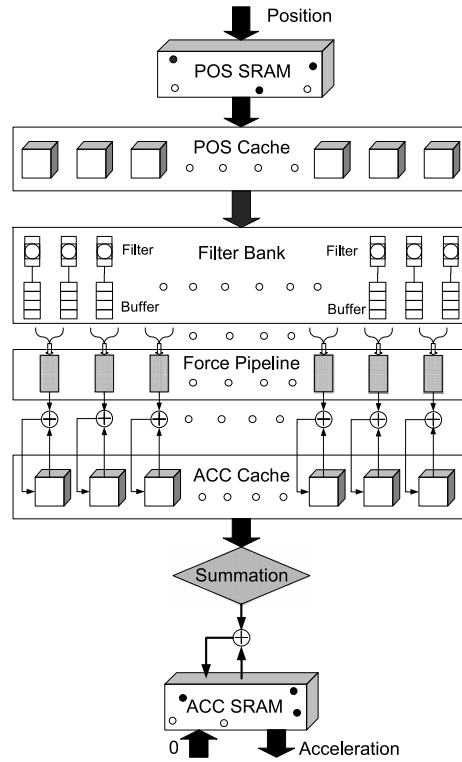 Position
POS SRAM
POS Cache
Filter
Filter Bank
Filter
Buffer
Buffer
Force Pipeline
ACC Cache
Summation
ACC SRAM
0
Acceleration